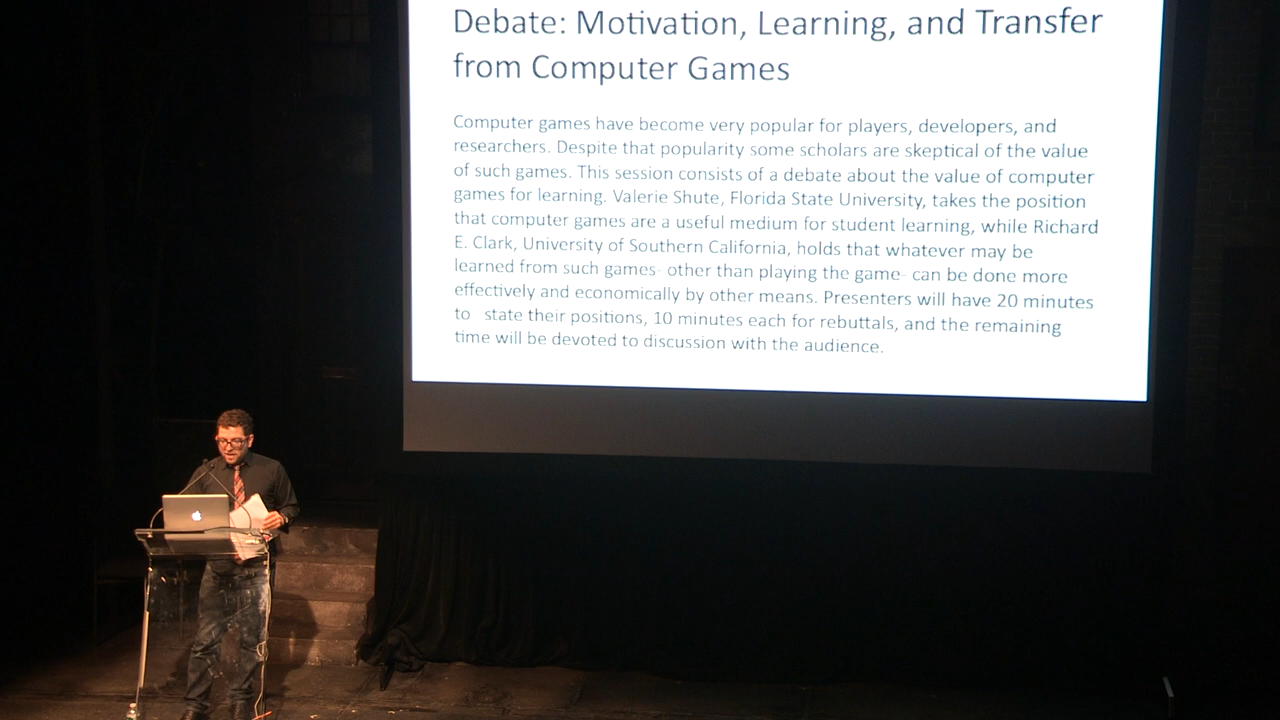 Debate: Motivation, Learning, and Transfer
from Computer Games
Computer games have become very popular for players, developers, and
researchers. Despite that popularity some scholars are skeptical of the value
of such games. This session consists of a debate about the value of computer
games for learning. Valerie Shute, Florida State University, takes the position
that computer games are a useful medium for student learning, while Richard
E. Clark, University of Southern California, holds that whatever may be
learned from such games- other than playing the game- can be done more
effectively and economically by other means. Presenters will have 20 minutes
to state their positions, 10 minutes each for rebuttals, and the remaining
time will be devoted to discussion with the audience.